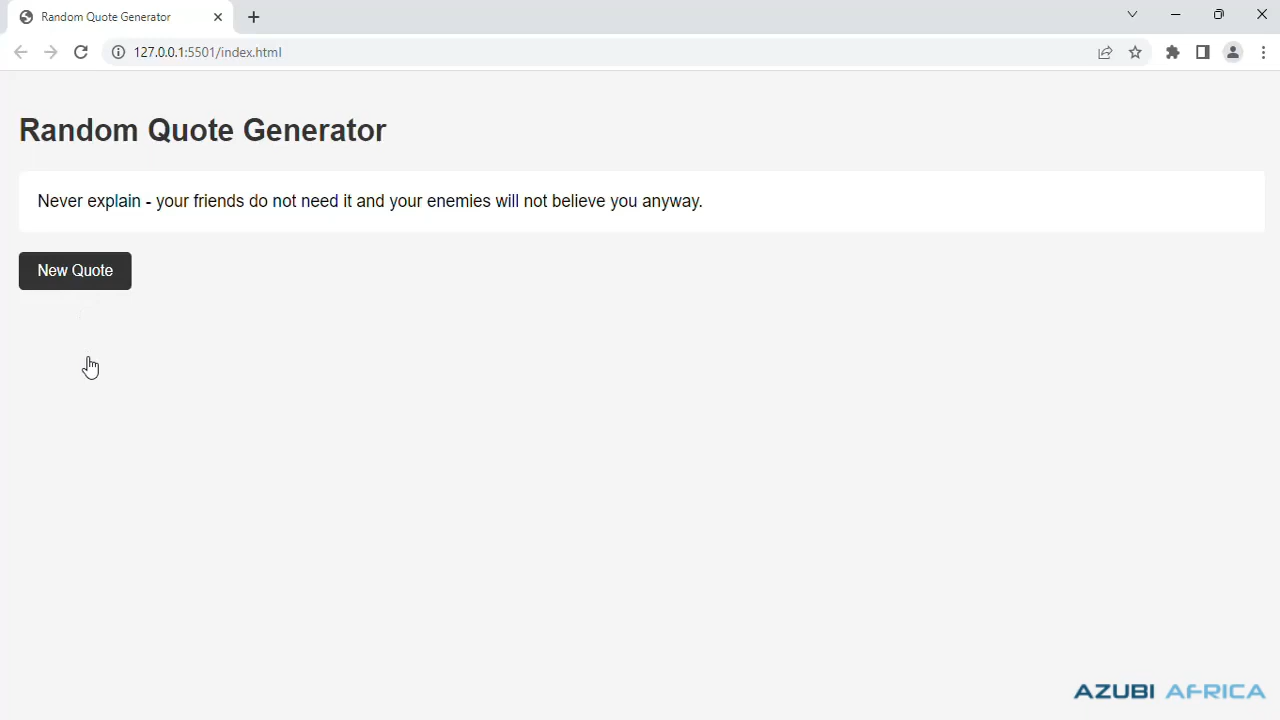 Random Quote Generator
127.0.0.1:5501/index.html
Random Quote Generator
Never explain - your friends do not need it and your enemies will not believe you anyway.
New Quote
AZUBI AFRICA